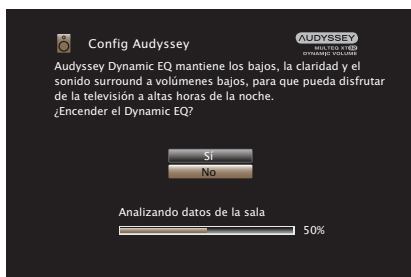 Config Audyssey
AUDYSSEY
MULTEQ XT32
DYNAMIC VOLUME
Audyssey Dynamic EQ mantiene los bajos, la claridad y el
sonido surround a volúmenes bajos, para que pueda disfrutar
de la televisión a altas horas de la noche.
¿Encender el Dynamic EQ?
Sí
No
Analizando datos de la sala
50%